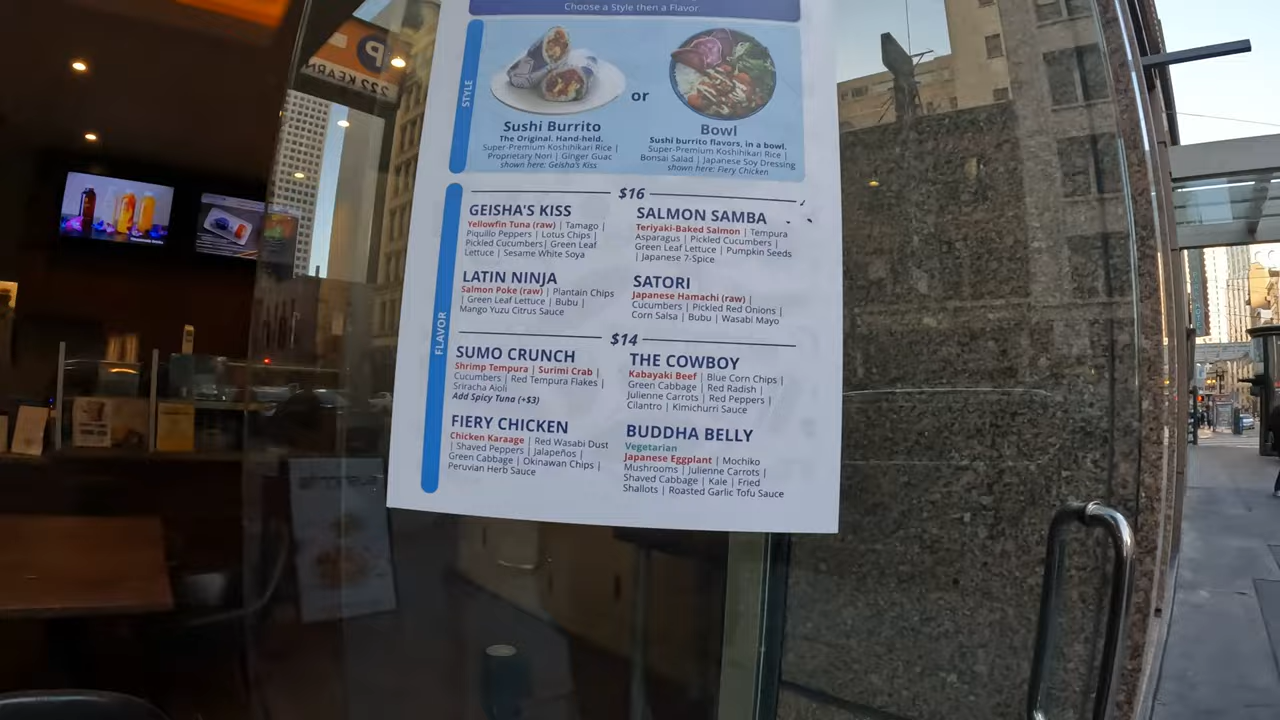 Choose a Style then a Flavor
STYLE
Sushi Burrito
The Original. Hand-held.
Super-Premium Koshihikari Rice |
Proprietary Nori | Ginger Guac
shown here: Geisha's Kiss
or
Bowl
Sushi burrito flavors, in a bowl.
Super-Premium Koshihikari Rice |
Bonsai Salad | Japanese Soy Dressing
shown here: Fiery Chicken
FLAVOR
$16
GEISHA'S KISS
Yellowfin Tuna (raw) | Tamago |
Piquillo Peppers | Lotus Chips |
Pickled Cucumbers| Green Leaf
Lettuce | Sesame White Soya
SALMON SAMBA
Teriyaki-Baked Salmon | Tempura
Asparagus | Pickled Cucumbers |
Green Leaf Lettuce | Pumpkin Seeds
| Japanese 7-Spice
LATIN NINJA
Salmon Poke (raw) | Plantain Chips
| Green Leaf Lettuce | Bubu |
Mango Yuzu Citrus Sauce
SATORI
Japanese Hamachi (raw) |
Cucumbers | Pickled Red Onions |
Corn Salsa | Bubu | Wasabi Mayo
$14
SUMO CRUNCH
Shrimp Tempura | Surimi Crab |
Cucumbers | Red Tempura Flakes |
Sriracha Aioli
Add Spicy Tuna (+$3)
THE COWBOY
Kabayaki Beef | Blue Corn Chips |
Green Cabbage | Red Radish |
Julienne Carrots | Red Peppers |
Cilantro | Kimichurri Sauce
FIERY CHICKEN
Chicken Karaage | Red Wasabi Dust
| Shaved Peppers | Jalapeños |
Green Cabbage | Okinawan Chips |
Peruvian Herb Sauce
BUDDHA BELLY
Vegetarian
Japanese Eggplant | Mochiko
Mushrooms | Julienne Carrots |
Shaved Cabbage | Kale | Fried
Shallots | Roasted Garlic Tofu Sauce
P
222 KEARN